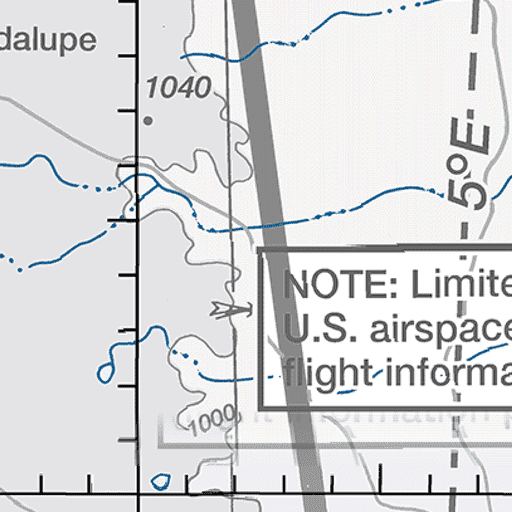 dalupe
1040
5°E
NOTE: Limite
U.S. airspace
flight informa
1000